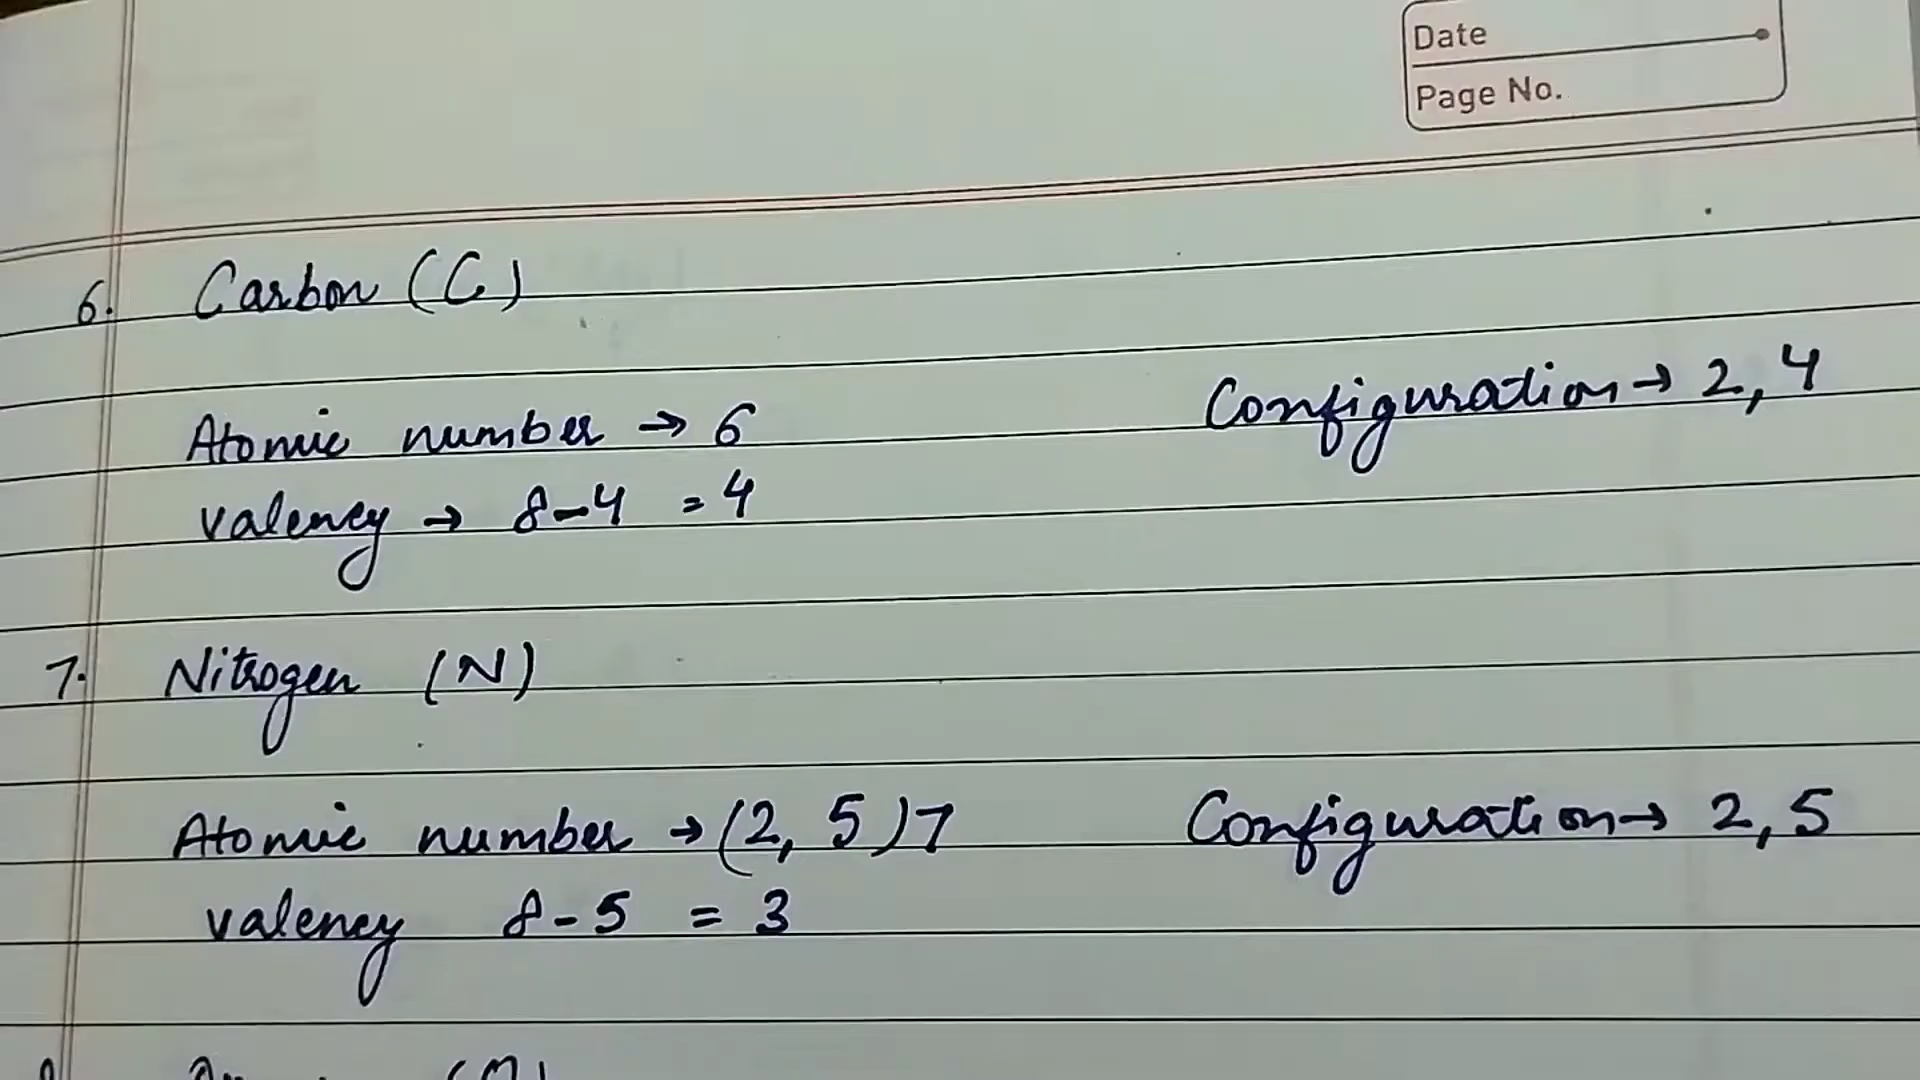 Date
Page No.
6. Carbon (C)
Atomic number → 6 Configuration → 2, 4
valency → 8-4 = 4
7. Nitrogen (N)
Atomic number → (2, 5) 7 Configuration → 2, 5
valency 8-5 = 3